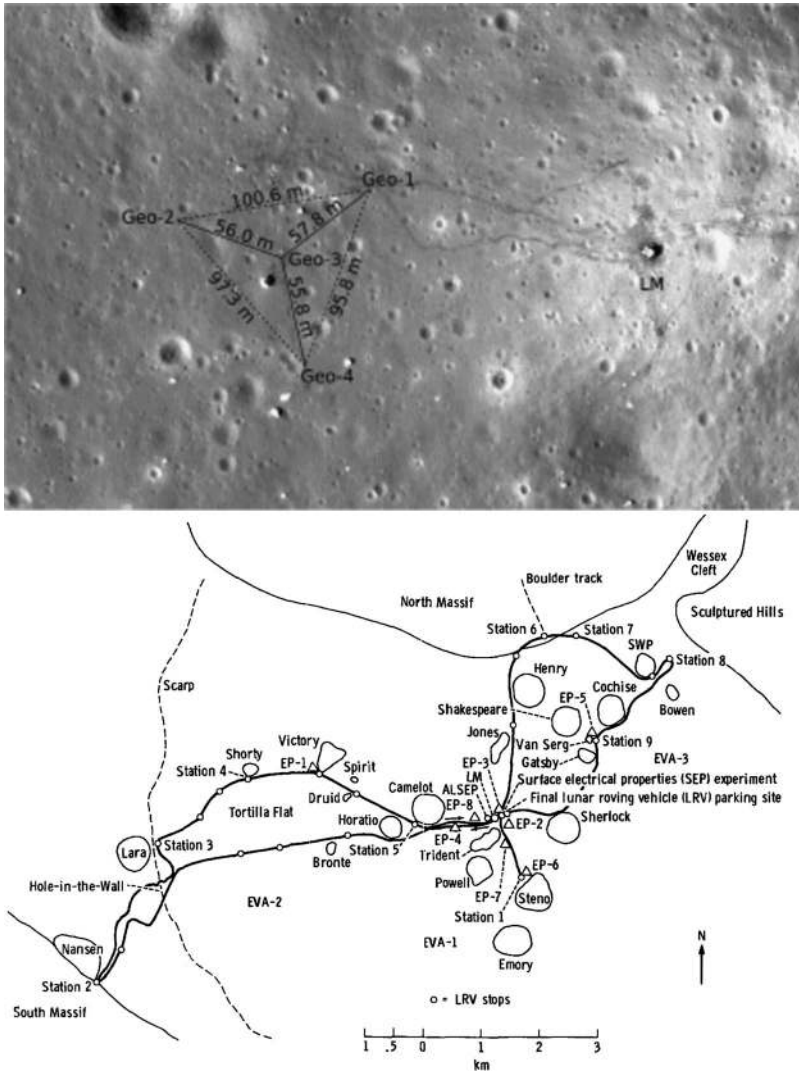 Geo-1
100.6 m
Geo-2
56.0 m
57.8 m
Geo-3
97.3 m
55.8 m
95.8 m
LM
Geo-4
Wessex
Cleft
Boulder track
North Massif
Sculptured Hills
Station 6
Station 7
SWP
Station 8
Scarp
Henry
Cochise
EP-5
Shakespeare
Bowen
Jones
Victory
Van Serg
Station 9
Shorty
EP-1
Gatsby
EVA-3
Station 4
Spirit
EP-3
LM
Surface electrical properties (SEP) experiment
Druid
Camelot
ALSEP
Final lunar roving vehicle (LRV) parking site
Tortilla Flat
EP-8
Horatio
EP-2
Sherlock
Lara
Station 3
Station 5
EP-4
Bronte
Trident
EP-6
Hole-in-the-Wall
Powell
EP-7
Steno
EVA-2
Station 1
Nansen
EVA-1
Emory
N
Station 2
South Massif
= LRV stops
1 .5 0 1 2 3
km